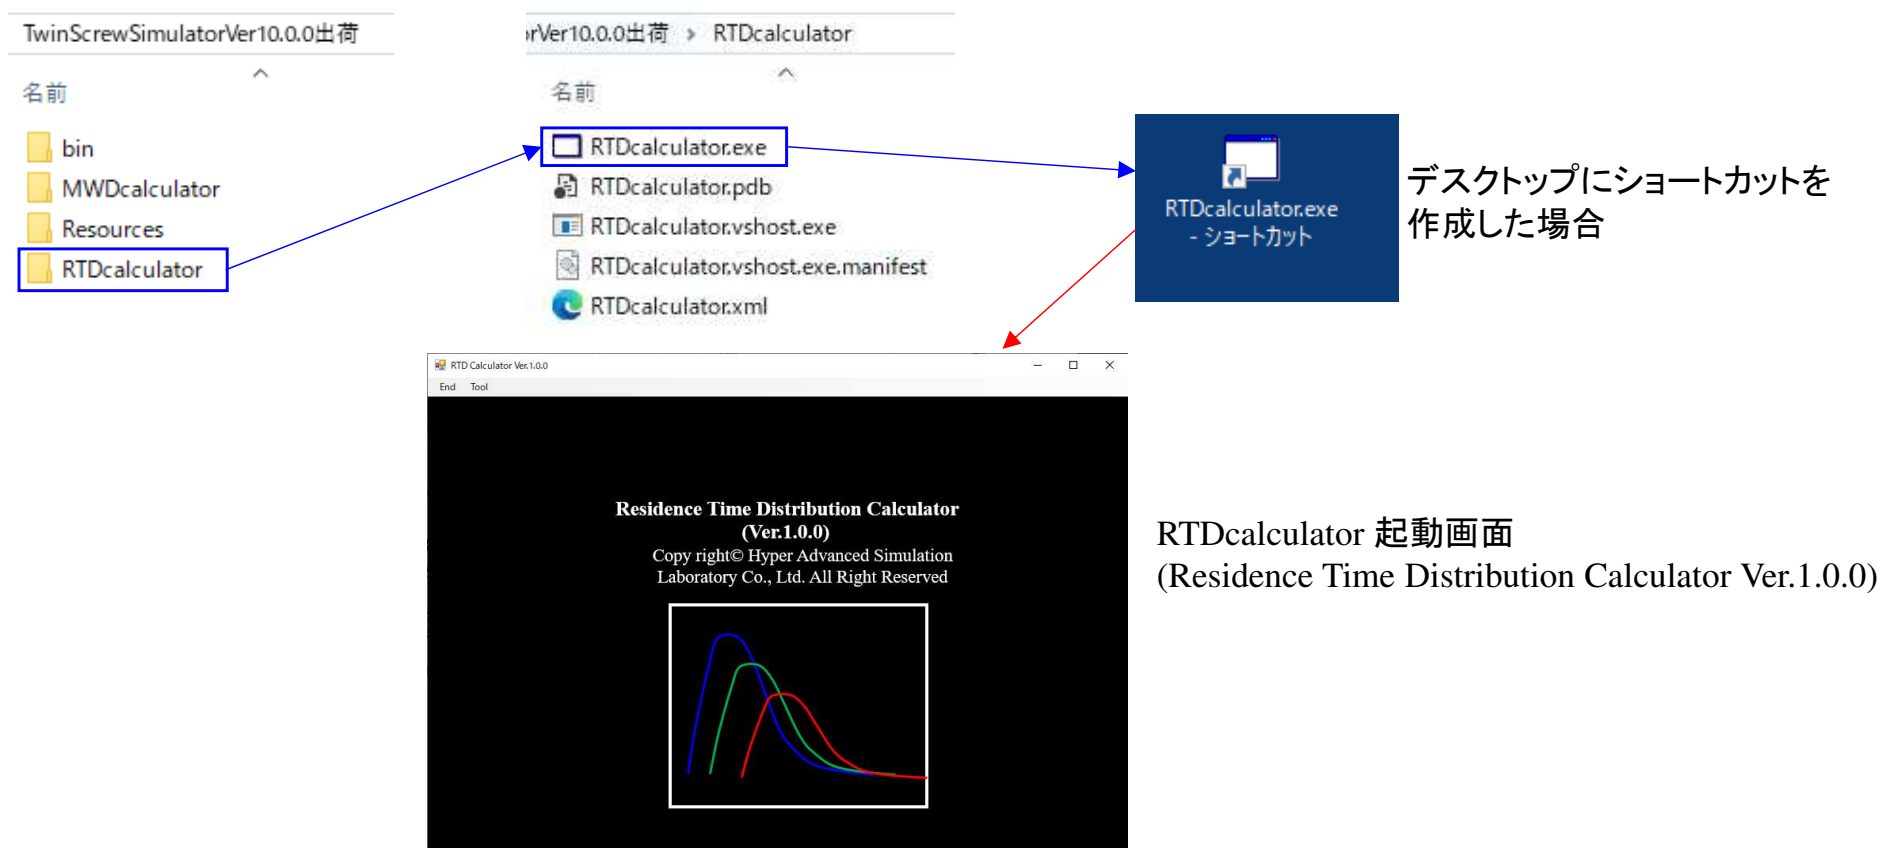 TwinScrewSimulatorVer10.0.0出荷
名前
bin
MWDcalculator
Resources
RTDcalculator
rVer10.0.0出荷 › RTDcalculator
名前
RTDcalculator.exe
RTDcalculator.pdb
RTDcalculator.vshost.exe
RTDcalculator.vshost.exe.manifest
RTDcalculator.xml
RTDcalculator.exe
- ショートカット
デスクトップにショートカットを
作成した場合
RTD Calculator Ver.1.0.0
End Tool
Residence Time Distribution Calculator
(Ver.1.0.0)
Copy right© Hyper Advanced Simulation
Laboratory Co., Ltd. All Right Reserved
RTDcalculator 起動画面
(Residence Time Distribution Calculator Ver.1.0.0)